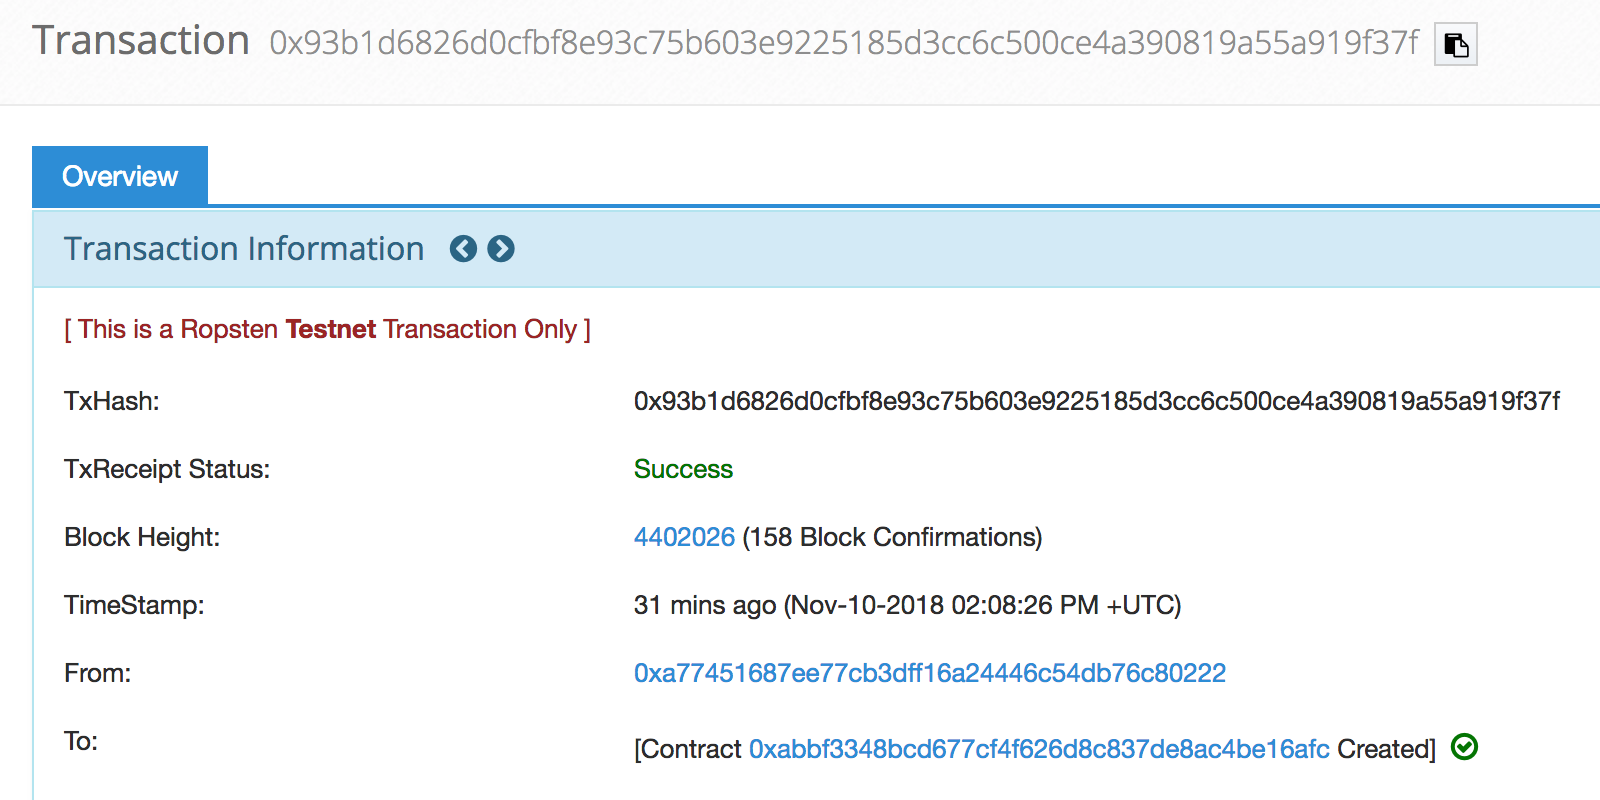 Transaction 0x93b1d6826d0cfbf8e93c75b603e9225185d3cc6c500ce4a390819a55a919f37f
Overview
Transaction Information
[ This is a Ropsten Testnet Transaction Only ]
TxHash: 0x93b1d6826d0cfbf8e93c75b603e9225185d3cc6c500ce4a390819a55a919f37f
TxReceipt Status: Success
Block Height: 4402026 (158 Block Confirmations)
TimeStamp: 31 mins ago (Nov-10-2018 02:08:26 PM +UTC)
From: 0xa77451687ee77cb3dff16a24446c54db76c80222
To: [Contract 0xabbf3348bcd677cf4f626d8c837de8ac4be16afc Created]